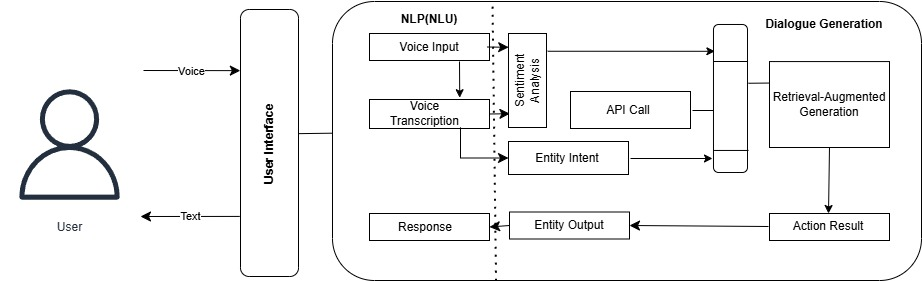 NLP(NLU)
Dialogue Generation
Voice Input
Sentiment
Analysis
Voice
User Interface
Retrieval-Augmented
Generation
Voice
Transcription
API Call
Entity Intent
Text
User
Response
Entity Output
Action Result